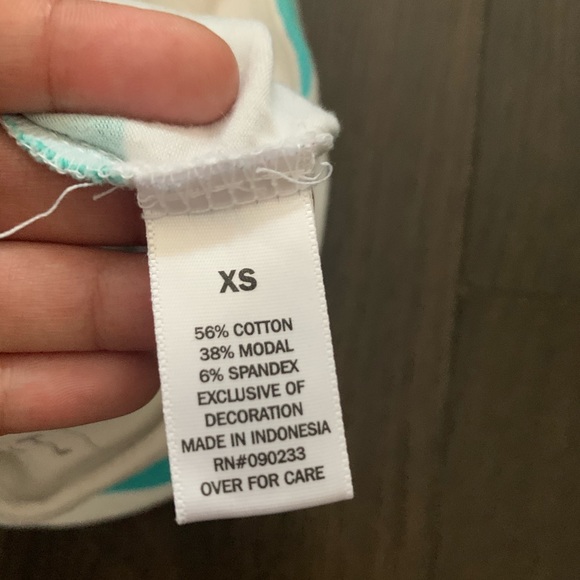 XS
56% COTTON
38% MODAL
6% SPANDEX
EXCLUSIVE OF
DECORATION
MADE IN INDONESIA
RN#090233
OVER FOR CARE